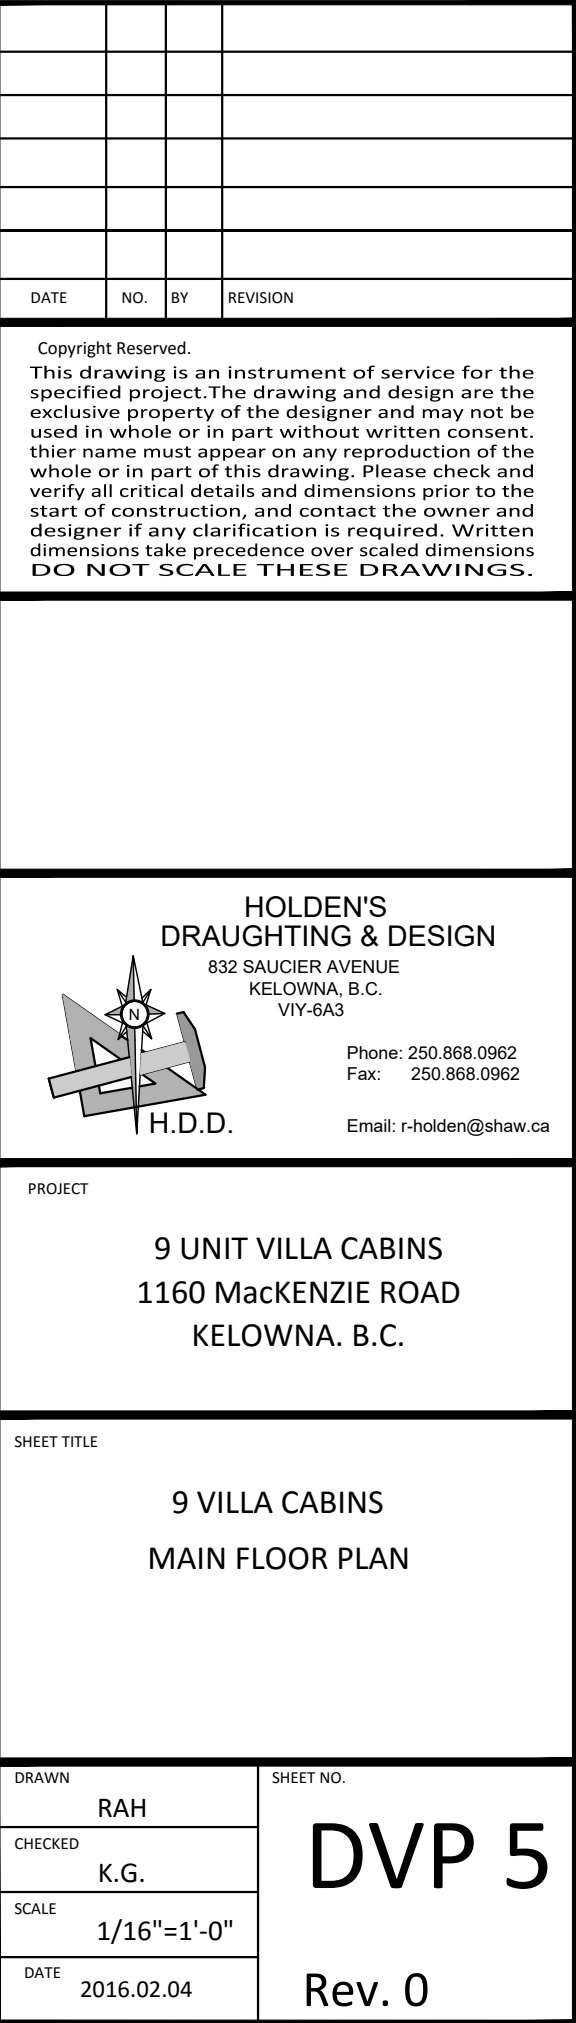 DATE NO. BY REVISION
Copyright Reserved.
This drawing is an instrument of service for the
specified project.The drawing and design are the
exclusive property of the designer and may not be
used in whole or in part without written consent.
thier name must appear on any reproduction of the
whole or in part of this drawing. Please check and
verify all critical details and dimensions prior to the
start of construction, and contact the owner and
designer if any clarification is required. Written
dimensions take precedence over scaled dimensions
DO NOT SCALE THESE DRAWINGS.
HOLDEN'S
DRAUGHTING & DESIGN
832 SAUCIER AVENUE
KELOWNA, B.C.
VIY-6A3
N
Phone: 250.868.0962
Fax: 250.868.0962
H.D.D.
Email: r-holden@shaw.ca
PROJECT
9 UNIT VILLA CABINS
1160 MacKENZIE ROAD
KELOWNA. B.C.
SHEET TITLE
9 VILLA CABINS
MAIN FLOOR PLAN
DRAWN
RAH
CHECKED
K.G.
SCALE
1/16"=1'-0"
DATE
2016.02.04
SHEET NO.
DVP 5
Rev. 0